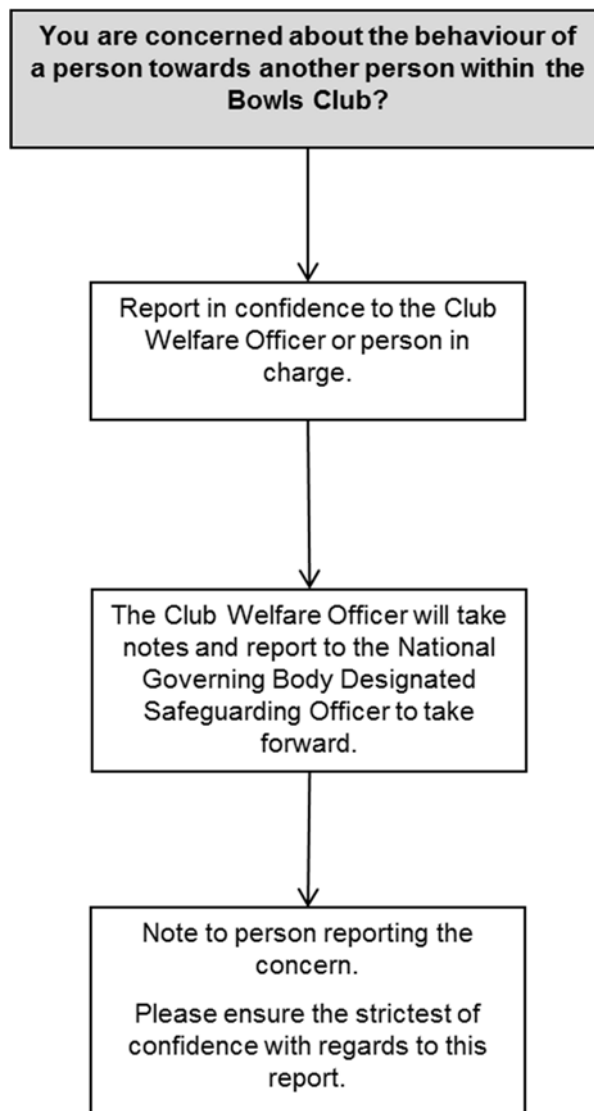 You are concerned about the behaviour of
a person towards another person within the
Bowls Club?
Report in confidence to the Club
Welfare Officer or person in
charge.
The Club Welfare Officer will take
notes and report to the National
Governing Body Designated
Safeguarding Officer to take
forward.
Note to person reporting the
concern.
Please ensure the strictest of
confidence with regards to this
report.